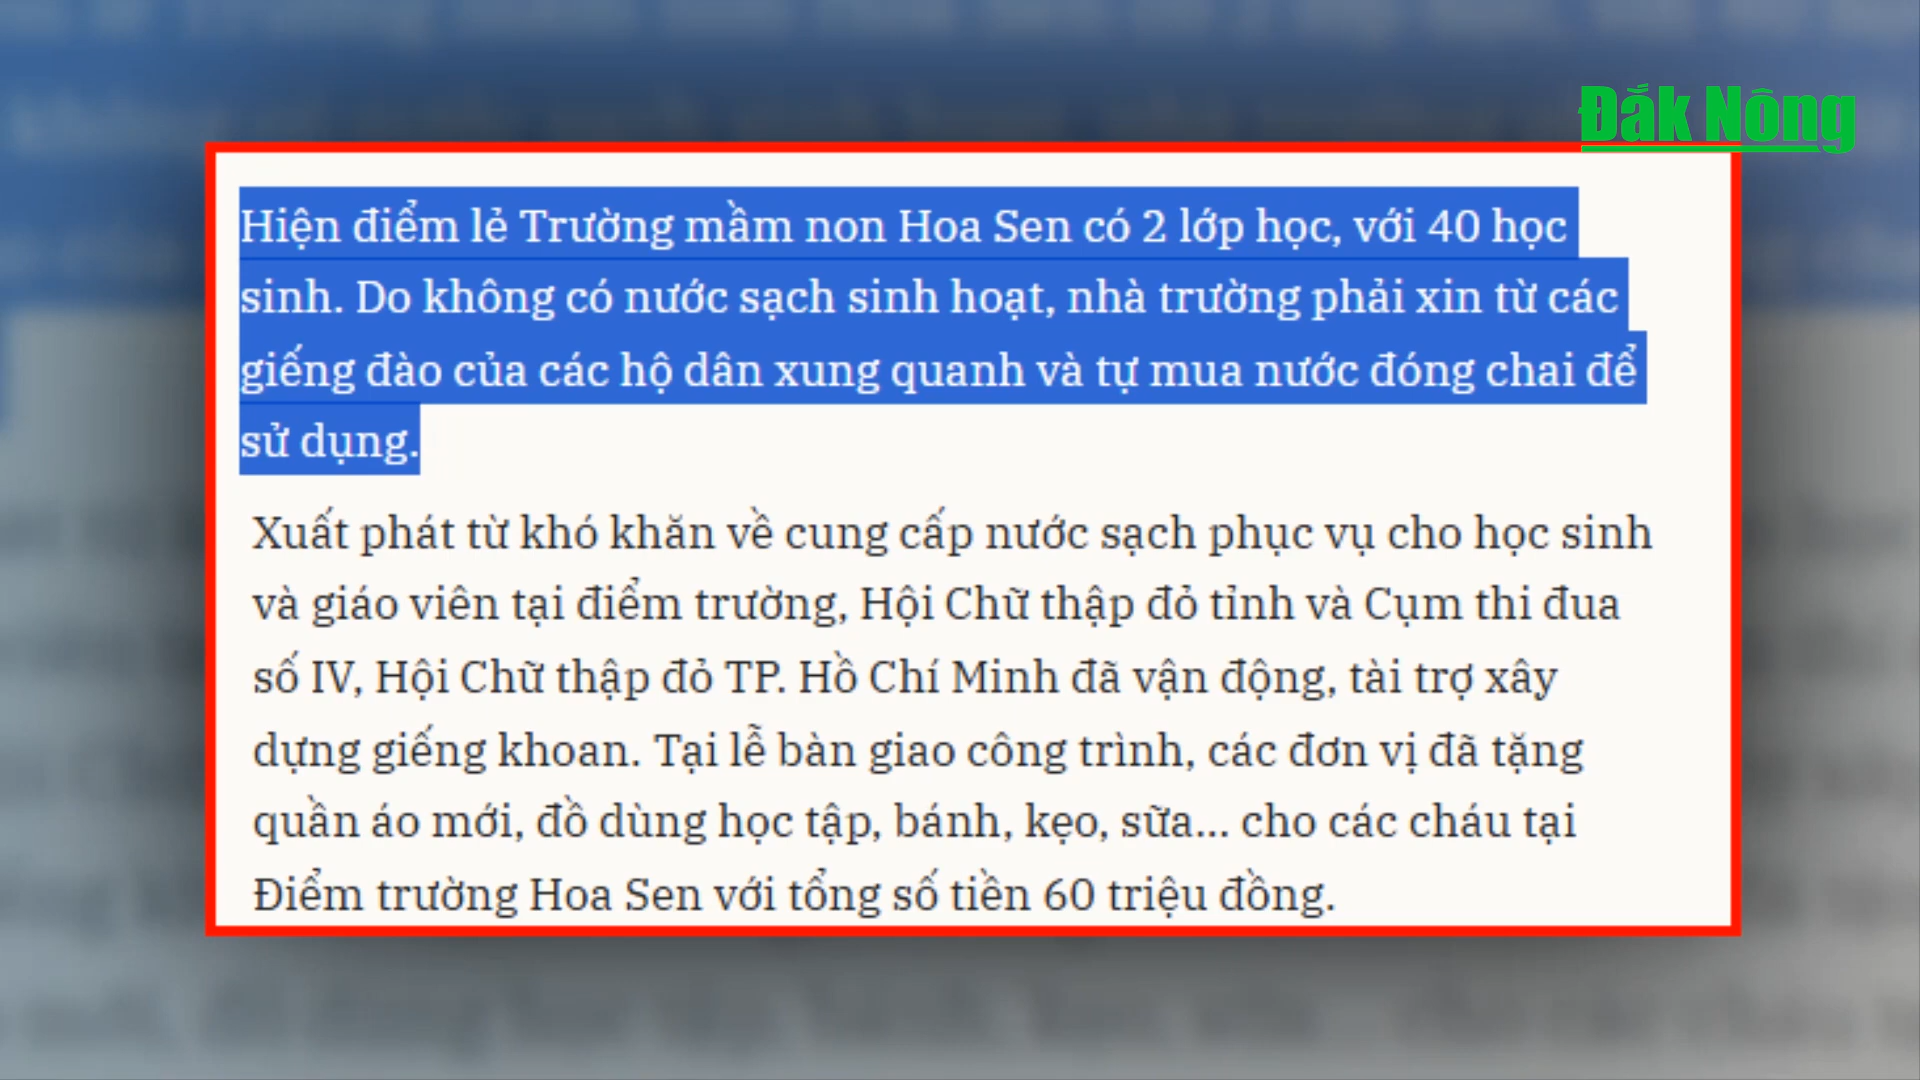 Đắk Nông
Hiện điểm lẻ Trường mầm non Hoa Sen có 2 lớp học, với 40 học
sinh. Do không có nước sạch sinh hoạt, nhà trường phải xin từ các
giếng đào của các hộ dân xung quanh và tự mua nước đóng chai để
sử dụng.
Xuất phát từ khó khăn về cung cấp nước sạch phục vụ cho học sinh
và giáo viên tại điểm trường, Hội Chữ thập đỏ tỉnh và Cụm thi đua
số IV, Hội Chữ thập đỏ TP. Hồ Chí Minh đã vận động, tài trợ xây
dựng giếng khoan. Tại lễ bàn giao công trình, các đơn vị đã tặng
quần áo mới, đồ dùng học tập, bánh, kẹo, sữa... cho các cháu tại
Điểm trường Hoa Sen với tổng số tiền 60 triệu đồng.